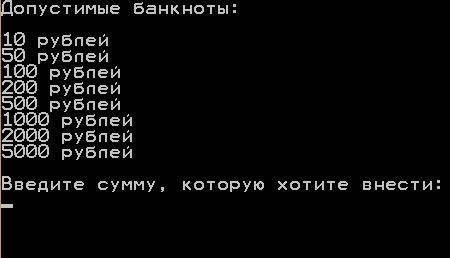 Допустимые банкноты:
10 рублей
50 рублей
100 рублей
200 рублей
500 рублей
1000 рублей
2000 рублей
5000 рублей
Введите сумму, которую хотите внести: